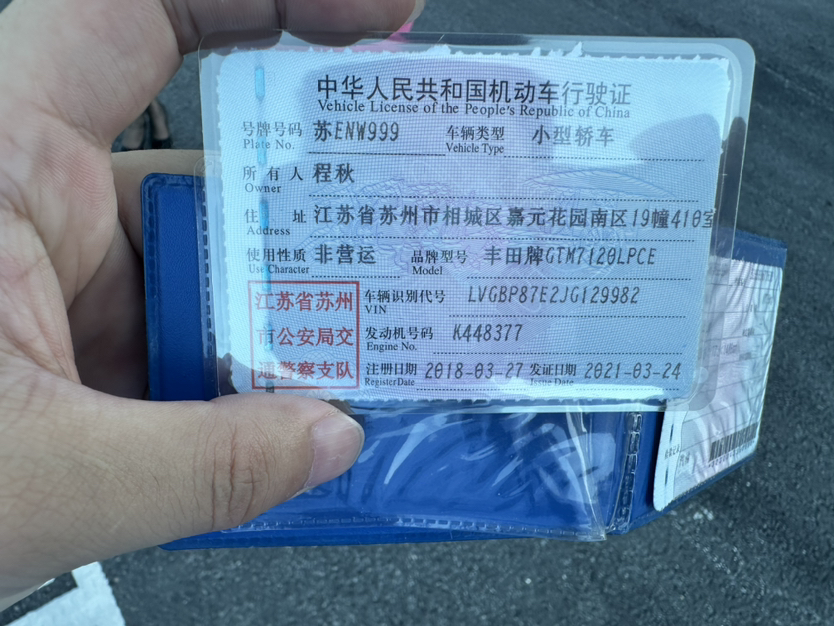 中华人民共和国机动车行驶证
Vehicle License of the People's Republic of China
号牌号码 苏ENW999 车辆类型 小型轿车
Plate No. Vehicle Type
所有人 程秋
Owner
住址 江苏省苏州市相城区嘉元花园南区19幢410室
Address
使用性质 非营运 品牌型号 丰田牌GTM7120LPCE
Use Character Model
江苏省苏州
市公安局交
通警察支队
车辆识别代号 LVGBP87E2JG129982
VIN
发动机号码 K448377
Engine No.
注册日期 2018-03-27 发证日期 2021-03-24
Register Date Issue Date